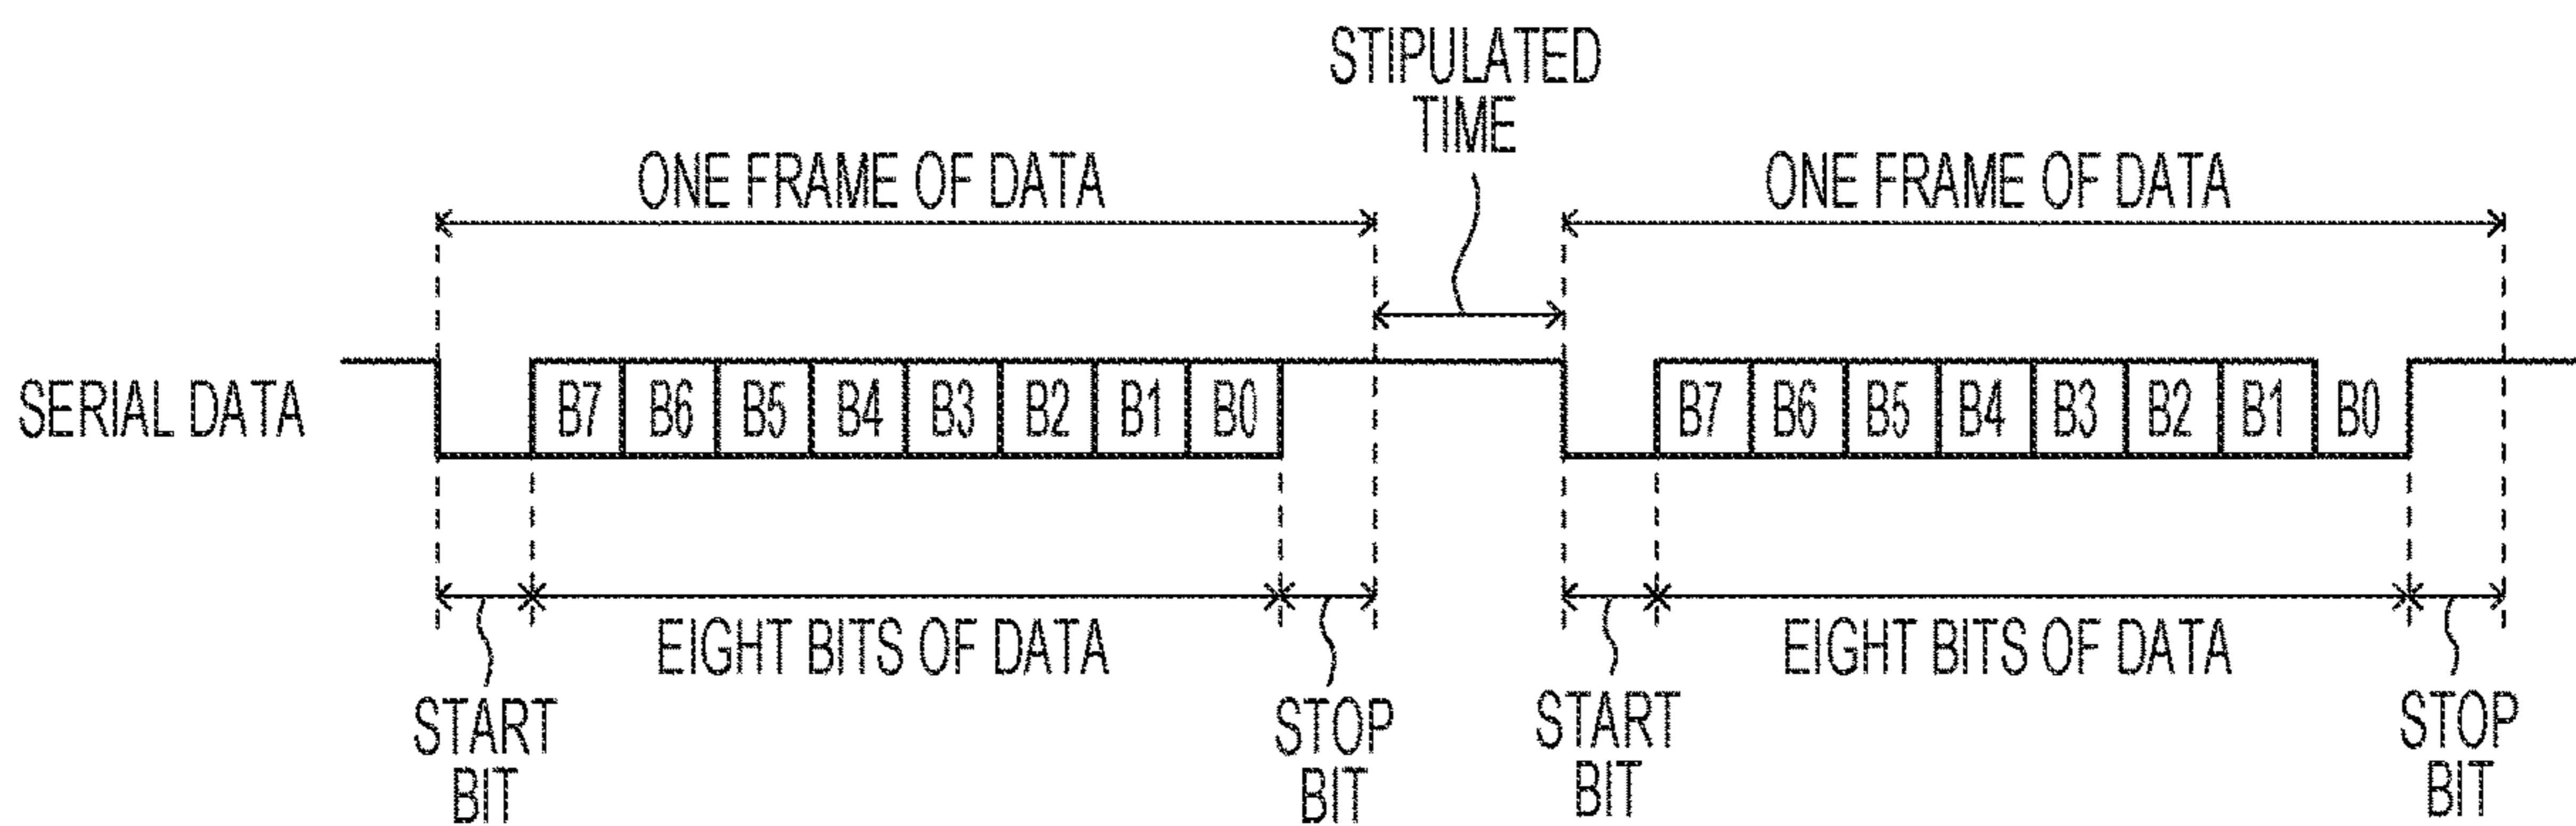 STIPULATED
TIME
ONE FRAME OF DATA
ONE FRAME OF DATA
SERIAL DATA
B7 B6 B5 B4 B3 B2 B1 B0
B7 B6 B5 B4 B3 B2 B1 B0
EIGHT BITS OF DATA
EIGHT BITS OF DATA
START
BIT
STOP
BIT
START
BIT
STOP
BIT